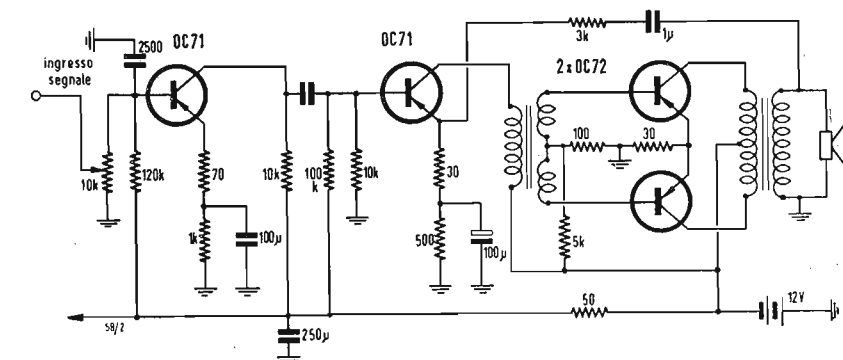 2500
OC71
OC71
3k
1µ
ingresso
segnale
2 x OC72
10k
120k
70
10k
100
k
10k
30
100
30
1k
100µ
500
100µ
5k
58/2
250µ
50
12V